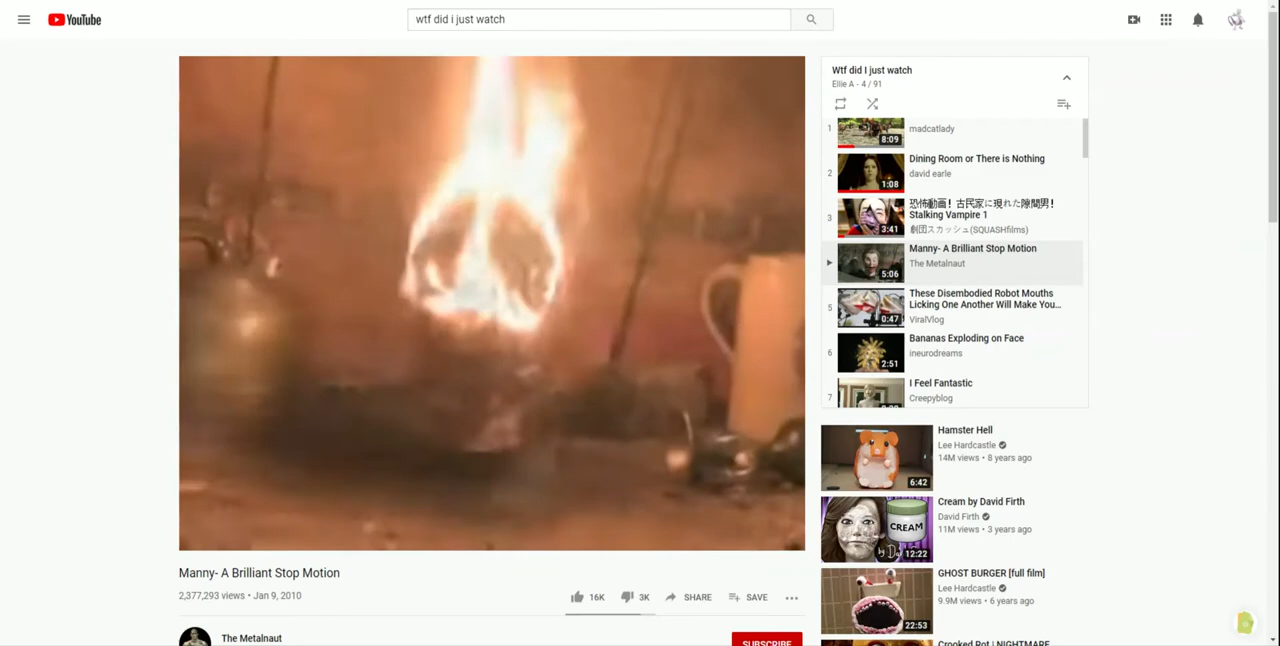 YouTube
wtf did i just watch
Wtf did I just watch
Ellie A - 4 / 91
1
8:09
madcatlady
2
1:08
Dining Room or There is Nothing
david earle
3
3:41
恐怖動画！古民家に現れた隙間男！
Stalking Vampire 1
劇団スカッシュ(SQUASHfilms)
5:06
Manny- A Brilliant Stop Motion
The Metalnaut
5
0:47
These Disembodied Robot Mouths
Licking One Another Will Make You...
ViralVlog
6
2:51
Bananas Exploding on Face
ineurodreams
7
I Feel Fantastic
Creepyblog
6:42
Hamster Hell
Lee Hardcastle
14M views • 8 years ago
CREAM
12:22
Cream by David Firth
David Firth
11M views • 3 years ago
22:53
GHOST BURGER [full film]
Lee Hardcastle
9.9M views • 6 years ago
Crooked Rot | NIGHTMARE
Manny- A Brilliant Stop Motion
2,377,293 views • Jan 9, 2010
16K
3K
SHARE
SAVE
The Metalnaut
SUBSCRIBE